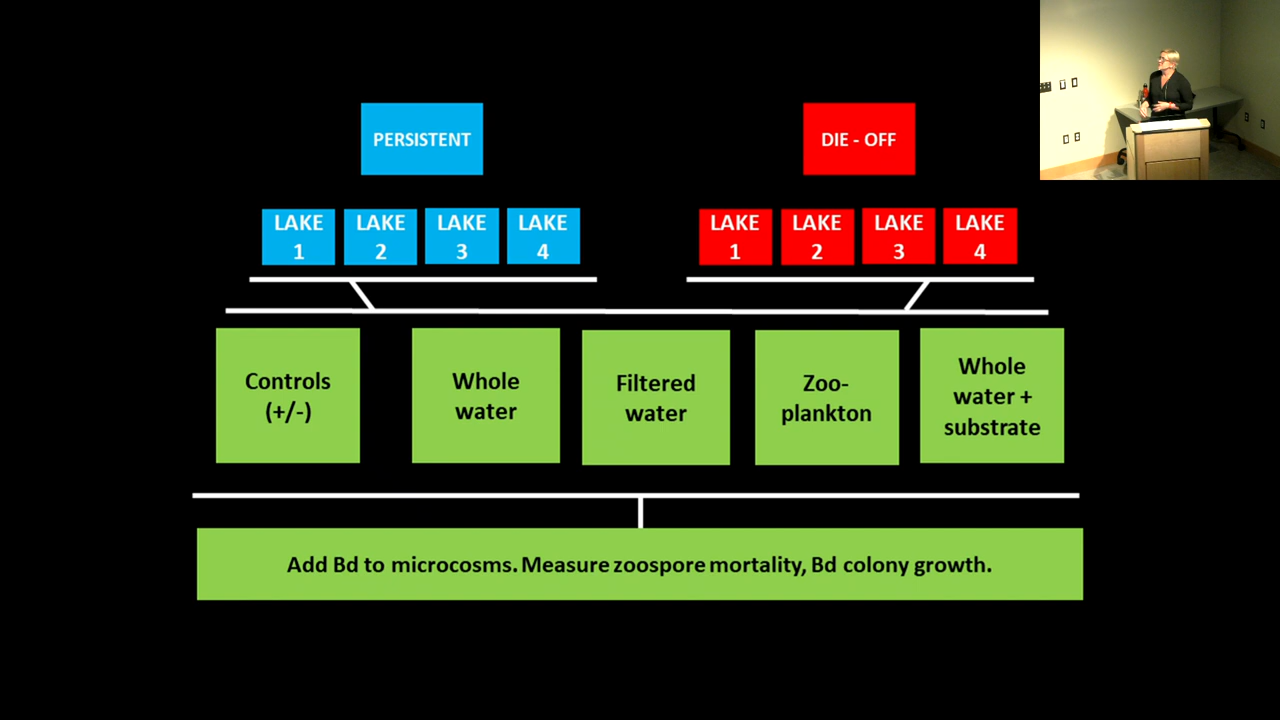 PERSISTENT
DIE - OFF
LAKE
1
LAKE
2
LAKE
3
LAKE
4
LAKE
1
LAKE
2
LAKE
3
LAKE
4
Controls
(+/-)
Whole
water
Filtered
water
Zoo-
plankton
Whole
water +
substrate
Add Bd to microcosms. Measure zoospore mortality, Bd colony growth.